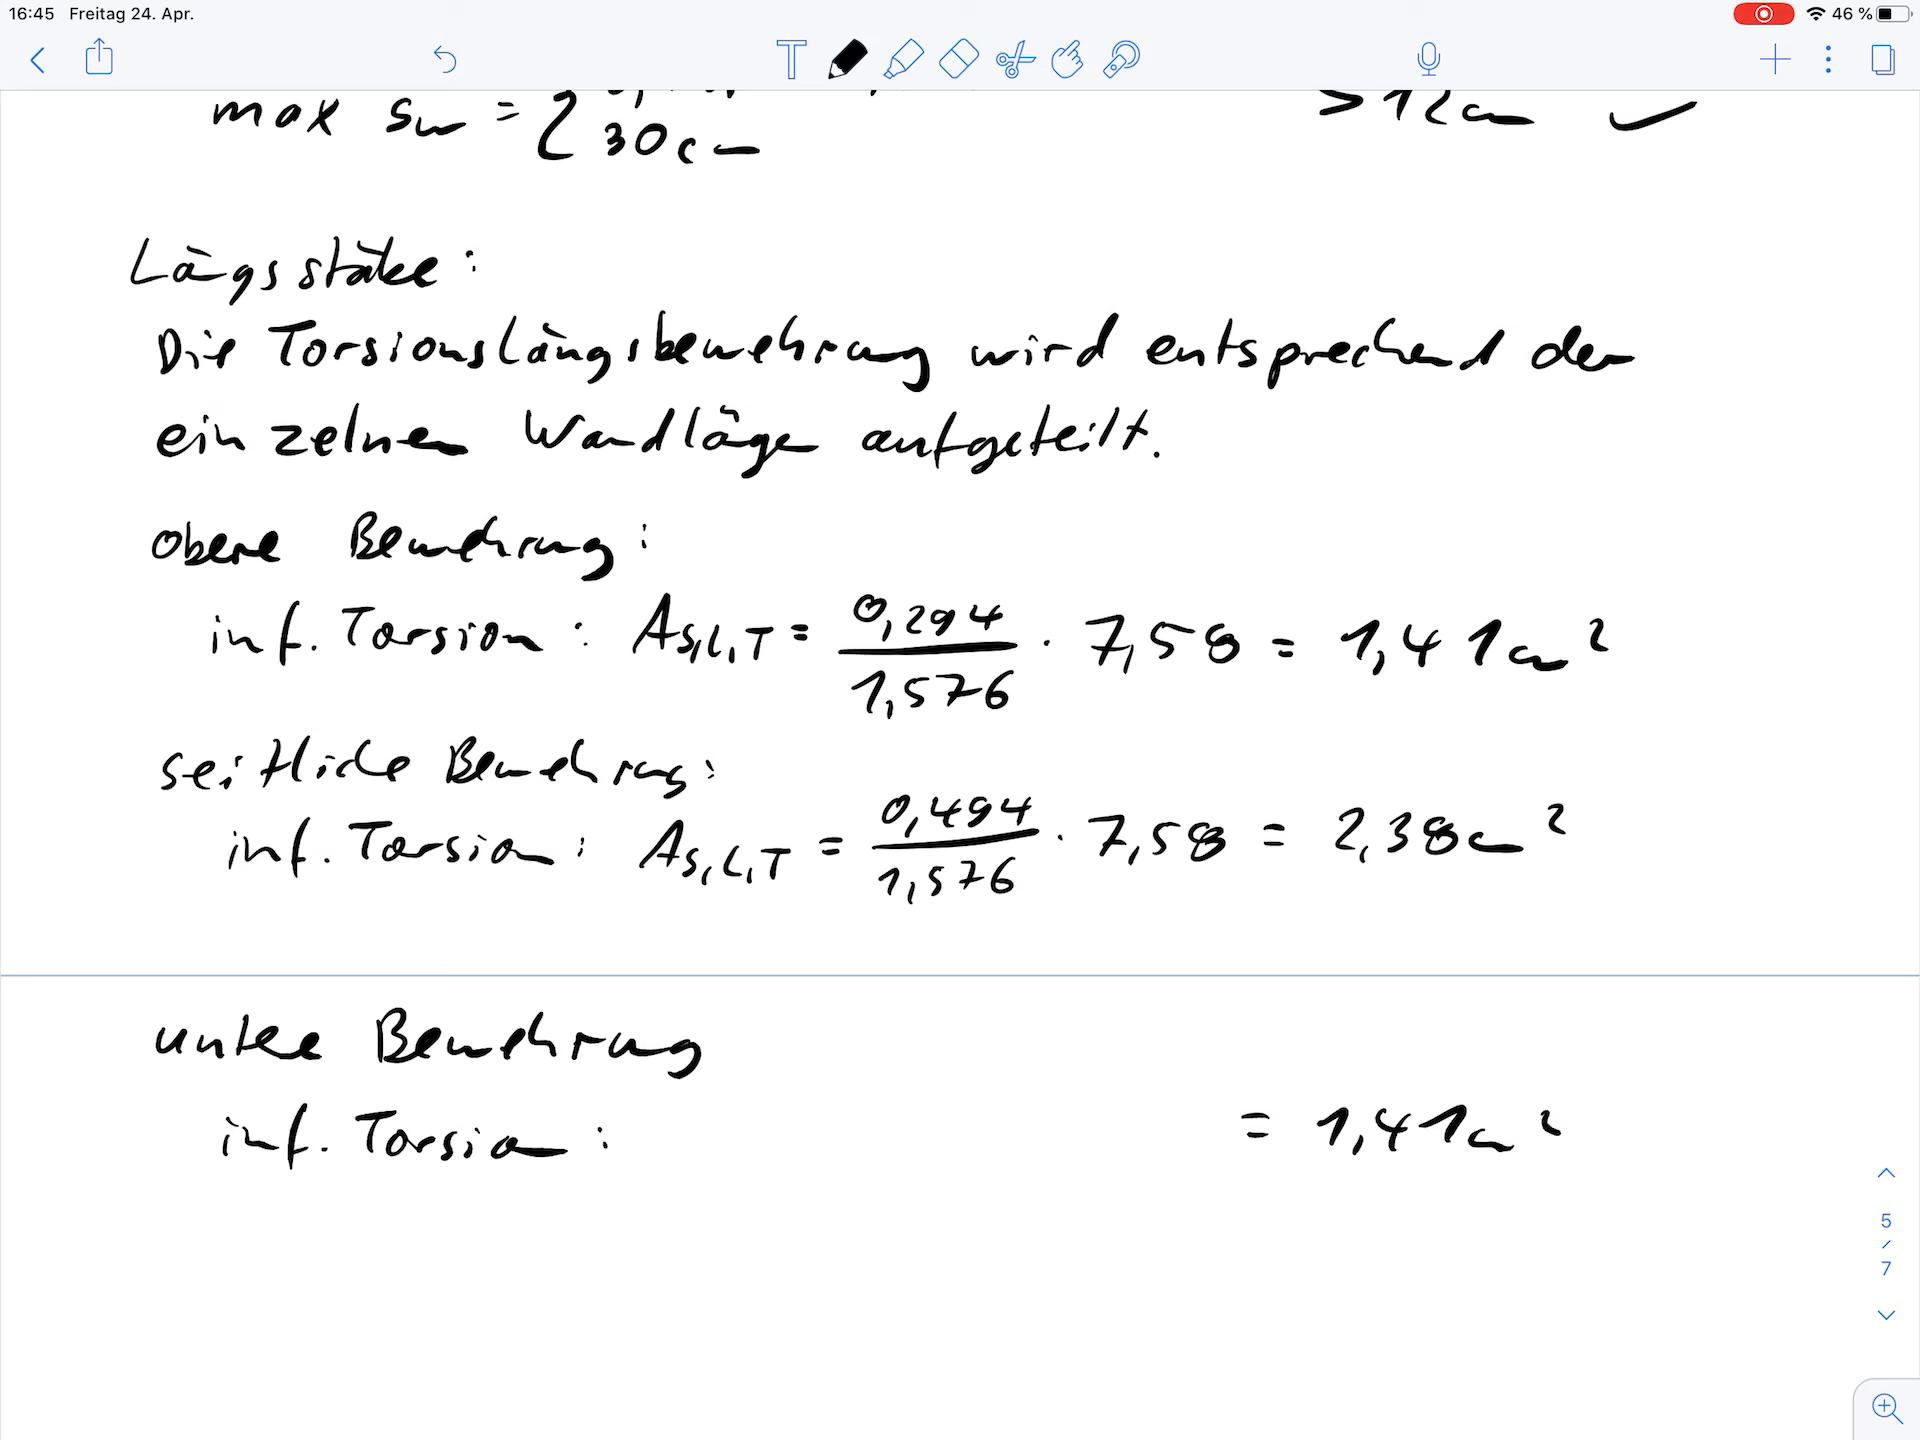 16:45 Freitag 24. Apr. 46 %
max sw = { 30cm > 12cm ✓
Längsstäbe:
Die Torsionslängsbewehrung wird entsprechend den
einzelnen Wandlängen aufgeteilt.
obere Bewehrung:
inf. Torsion: As,L,T = 0,294/1,576 · 7,58 = 1,41cm²
seitliche Bewehrung:
inf. Torsion: As,L,T = 0,494/1,576 · 7,58 = 2,38cm²
untere Bewehrung
inf. Torsion: = 1,41cm²
5
/
7